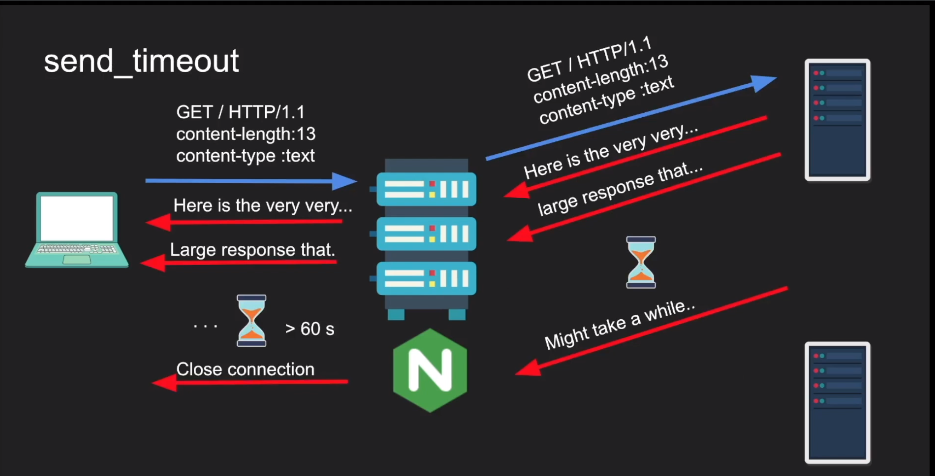 send_timeout
GET / HTTP/1.1
content-length:13
content-type :text
GET / HTTP/1.1
content-length:13
content-type :text
Here is the very very...
large response that...
Here is the very very...
Large response that.
. . .
> 60 s
Might take a while..
Close connection
N